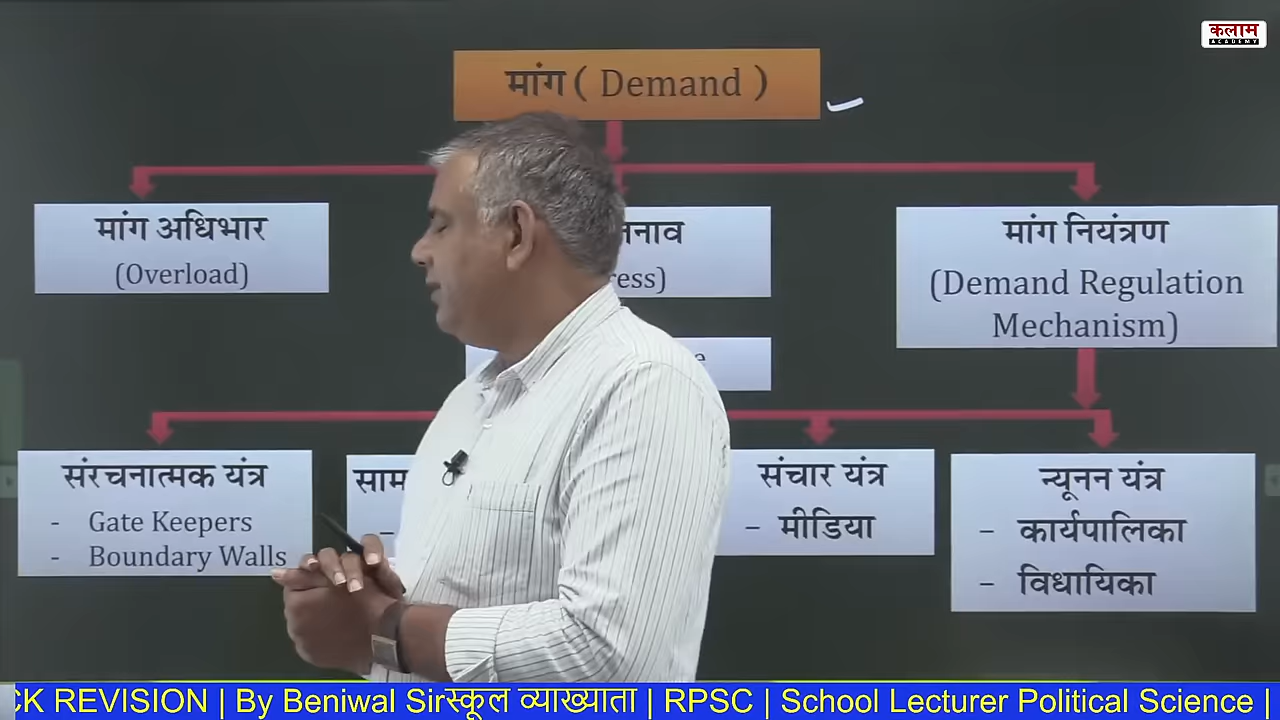 कलाम
ACADEMY
मांग ( Demand )
मांग अधिभार
(Overload)
मांग नियंत्रण
(Demand Regulation
Mechanism)
संरचनात्मक यंत्र
- Gate Keepers
- Boundary Walls
संचार यंत्र
- मीडिया
न्यूनन यंत्र
- कार्यपालिका
- विधायिका
REVISION | By Beniwal Sirस्कूल व्याख्याता | RPSC | School Lecturer Political Science |